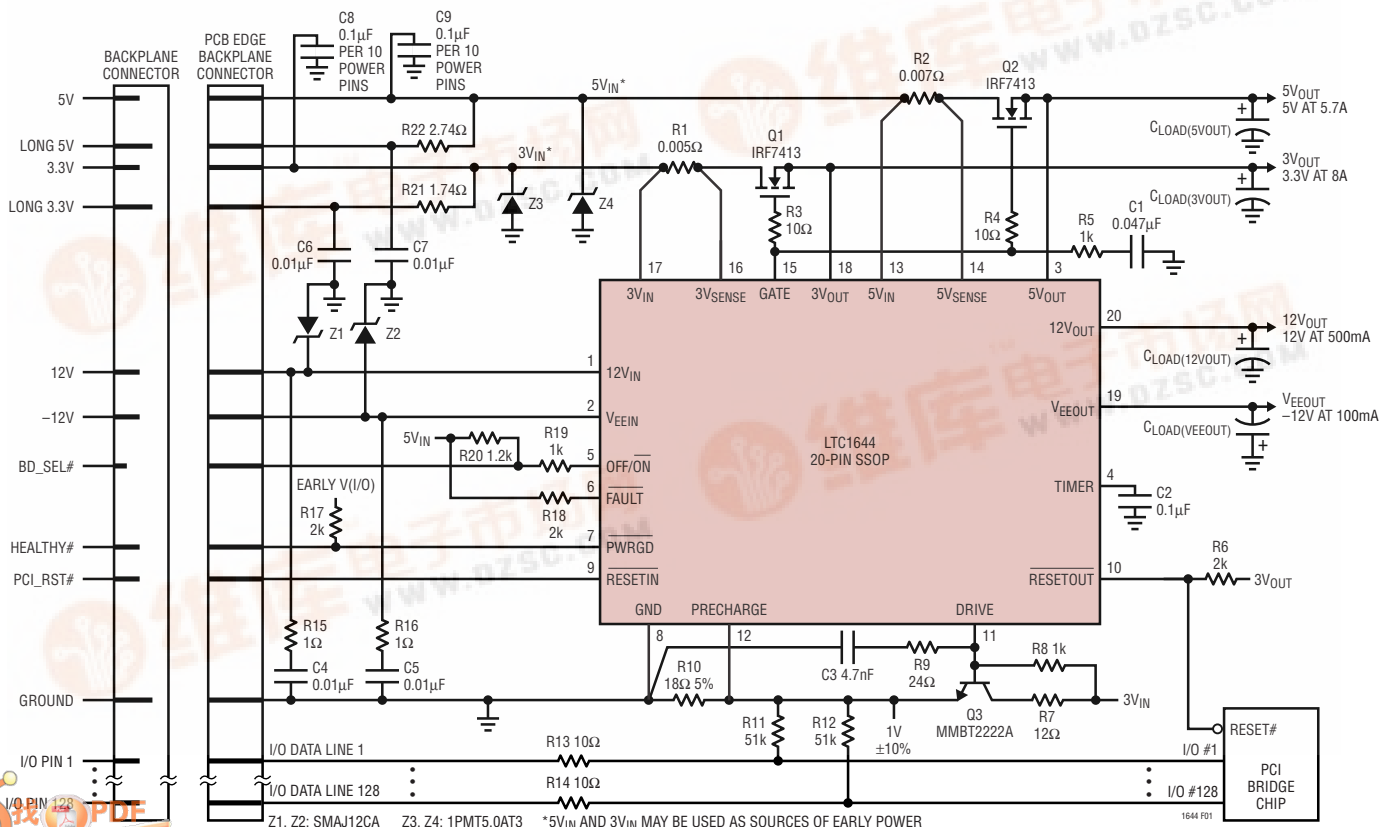 BACKPLANE
CONNECTOR
PCB EDGE
BACKPLANE
CONNECTOR
C8
0.1µF
PER 10
POWER
PINS
C9
0.1µF
PER 10
POWER
PINS
5V
LONG 5V
3.3V
LONG 3.3V
12V
–12V
BD_SEL#
HEALTHY#
PCI_RST#
GROUND
I/O PIN 1
I/O PIN 128
5VIN*
R22 2.74Ω
3VIN*
R21 1.74Ω
C6
0.01µF
C7
0.01µF
Z1
Z2
Z3
Z4
R1
0.005Ω
Q1
IRF7413
R2
0.007Ω
Q2
IRF7413
R3
10Ω
R4
10Ω
R5
1k
C1
0.047µF
5VOUT
5V AT 5.7A
CLOAD(5VOUT)
+
3VOUT
3.3V AT 8A
CLOAD(3VOUT)
+
17
16
15
18
13
14
3
3VIN
3VSENSE
GATE
3VOUT
5VIN
5VSENSE
5VOUT
1
12VIN
2
VEEIN
5VIN
R20 1.2k
R19
1k
5
OFF/ON
6
FAULT
R18
2k
EARLY V(I/O)
R17
2k
7
PWRGD
9
RESETIN
LTC1644
20-PIN SSOP
20
12VOUT
12VOUT
12V AT 500mA
CLOAD(12VOUT)
+
19
VEEOUT
VEEOUT
–12V AT 100mA
CLOAD(VEEOUT)
+
4
TIMER
C2
0.1µF
10
RESETOUT
R6
2k
3VOUT
GND
PRECHARGE
DRIVE
8
12
11
R15
1Ω
R16
1Ω
C4
0.01µF
C5
0.01µF
R10
18Ω 5%
C3 4.7nF
R9
24Ω
R8 1k
R7
12Ω
3VIN
Q3
MMBT2222A
R11
51k
R12
51k
1V
±10%
I/O DATA LINE 1
R13 10Ω
I/O #1
I/O DATA LINE 128
R14 10Ω
I/O #128
RESET#
PCI
BRIDGE
CHIP
1644 F01
Z1, Z2: SMAJ12CA
Z3, Z4: 1PMT5.0AT3
*5VIN AND 3VIN MAY BE USED AS SOURCES OF EARLY POWER
维库电子市场网
WWW.DZSC.COM
找
PDF